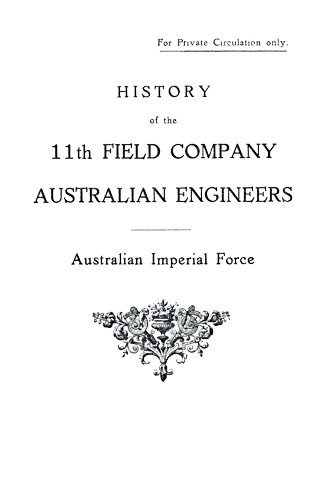 For Private Circulation only.
HISTORY
of the
11th FIELD COMPANY
AUSTRALIAN ENGINEERS
Australian Imperial Force